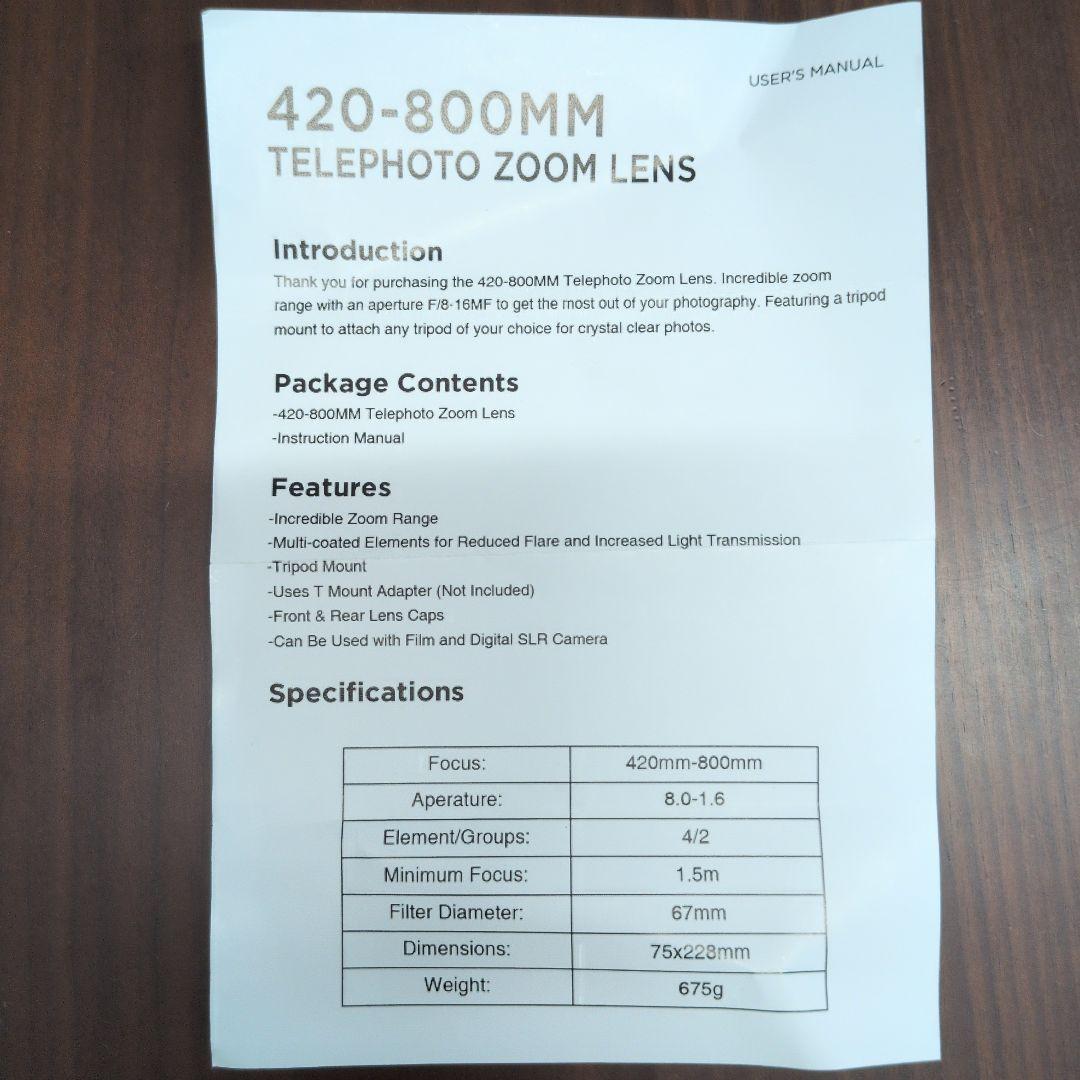 USER'S MANUAL
420-800MM
TELEPHOTO ZOOM LENS
Introduction
Thank you for purchasing the 420-800MM Telephoto Zoom Lens. Incredible zoom
range with an aperture F/8-16MF to get the most out of your photography. Featuring a tripod
mount to attach any tripod of your choice for crystal clear photos.
Package Contents
-420-800MM Telephoto Zoom Lens
-Instruction Manual
Features
-Incredible Zoom Range
-Multi-coated Elements for Reduced Flare and Increased Light Transmission
-Tripod Mount
-Uses T Mount Adapter (Not Included)
-Front & Rear Lens Caps
-Can Be Used with Film and Digital SLR Camera
Specifications
Focus: 420mm-800mm
Aperature: 8.0-1.6
Element/Groups: 4/2
Minimum Focus: 1.5m
Filter Diameter: 67mm
Dimensions: 75x228mm
Weight: 675g